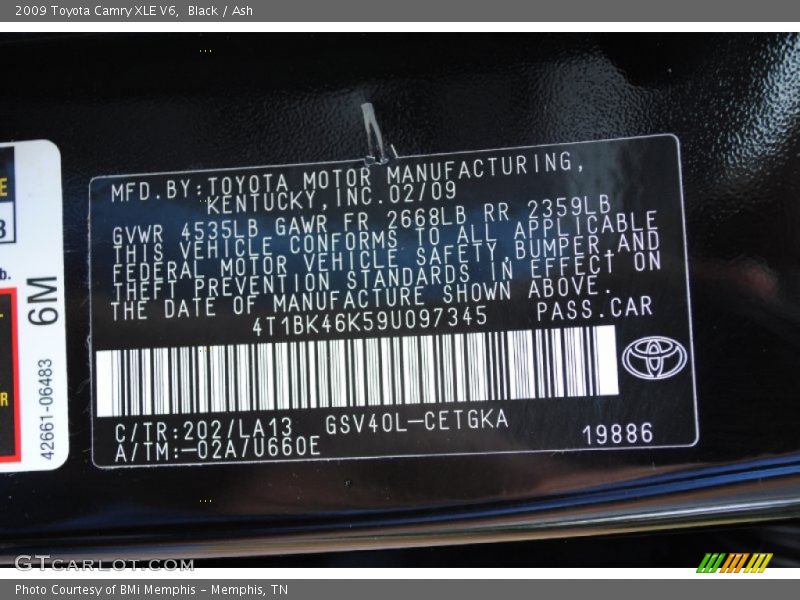 2009 Toyota Camry XLE V6, Black / Ash
MFD.BY:TOYOTA MOTOR MANUFACTURING,
KENTUCKY,INC.02/09
GVWR 4535LB GAWR FR 2668LB RR 2359LB
THIS VEHICLE CONFORMS TO ALL APPLICABLE
FEDERAL MOTOR VEHICLE SAFETY,BUMPER,AND
THEFT PREVENTION STANDARDS IN EFFECT ON
THE DATE OF MANUFACTURE SHOWN ABOVE.
4T1BK46K59U097345 PASS.CAR
C/TR:202/LA13 GSV40L-CETGKA
A/TM:-02A/U660E 19886
6M
42661-06483
E
3
b.
R
GTcarlot.com
Photo Courtesy of BMi Memphis - Memphis, TN